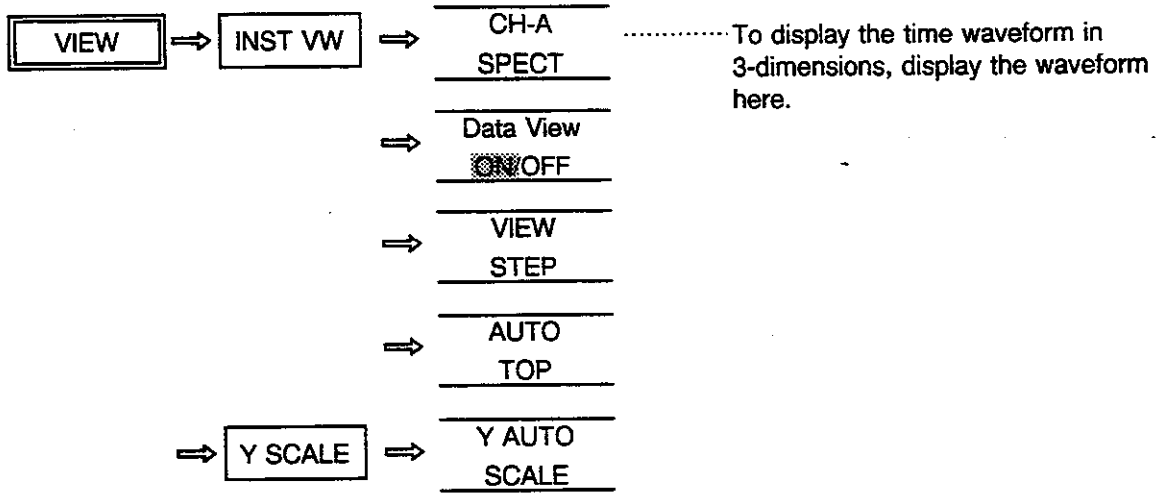 VIEW
INST VW
CH-A
SPECT
To display the time waveform in
3-dimensions, display the waveform
here.
Data View
ON/OFF
VIEW
STEP
AUTO
TOP
Y SCALE
Y AUTO
SCALE